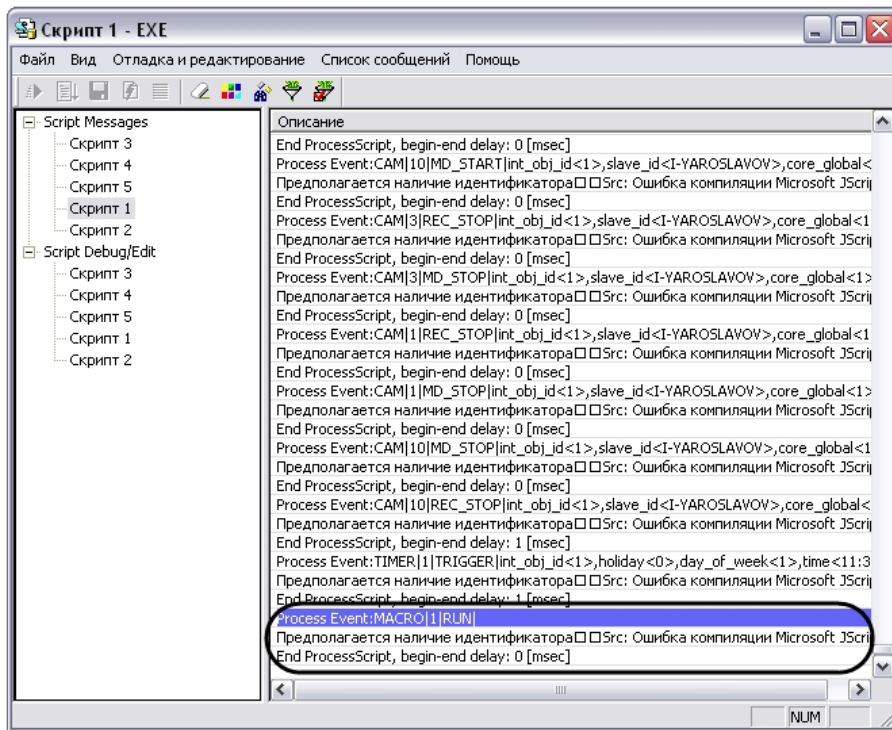 Скрипт 1 - EXE
Файл Вид Отладка и редактирование Список сообщений Помощь
Script Messages
Скрипт 3
Скрипт 4
Скрипт 5
Скрипт 1
Скрипт 2
Script Debug/Edit
Скрипт 3
Скрипт 4
Скрипт 5
Скрипт 1
Скрипт 2
Описание
End ProcessScript, begin-end delay: 0 [msec]
Process Event:CAM|10|MD_START|int_obj_id<1>,slave_id<I-YAROSLAVOV>,core_global<
Предполагается наличие идентификатора□□Src: Ошибка компиляции Microsoft JScri
End ProcessScript, begin-end delay: 0 [msec]
Process Event:CAM|3|REC_STOP|int_obj_id<1>,slave_id<I-YAROSLAVOV>,core_global<1
Предполагается наличие идентификатора□□Src: Ошибка компиляции Microsoft JScri
End ProcessScript, begin-end delay: 0 [msec]
Process Event:CAM|3|MD_STOP|int_obj_id<1>,slave_id<I-YAROSLAVOV>,core_global<1>
Предполагается наличие идентификатора□□Src: Ошибка компиляции Microsoft JScri
End ProcessScript, begin-end delay: 0 [msec]
Process Event:CAM|1|REC_STOP|int_obj_id<1>,slave_id<I-YAROSLAVOV>,core_global<1
Предполагается наличие идентификатора□□Src: Ошибка компиляции Microsoft JScri
End ProcessScript, begin-end delay: 0 [msec]
Process Event:CAM|1|MD_STOP|int_obj_id<1>,slave_id<I-YAROSLAVOV>,core_global<1>
Предполагается наличие идентификатора□□Src: Ошибка компиляции Microsoft JScri
End ProcessScript, begin-end delay: 0 [msec]
Process Event:CAM|10|MD_STOP|int_obj_id<1>,slave_id<I-YAROSLAVOV>,core_global<1
Предполагается наличие идентификатора□□Src: Ошибка компиляции Microsoft JScri
End ProcessScript, begin-end delay: 0 [msec]
Process Event:CAM|10|REC_STOP|int_obj_id<1>,slave_id<I-YAROSLAVOV>,core_global<
Предполагается наличие идентификатора□□Src: Ошибка компиляции Microsoft JScri
End ProcessScript, begin-end delay: 1 [msec]
Process Event:TIMER|1|TRIGGER|int_obj_id<1>,holiday<0>,day_of_week<1>,time<11:3
Предполагается наличие идентификатора□□Src: Ошибка компиляции Microsoft JScri
End ProcessScript, begin-end delay: 1 [msec]
Process Event:MACRO|1|RUN|
Предполагается наличие идентификатора□□Src: Ошибка компиляции Microsoft JScri
End ProcessScript, begin-end delay: 0 [msec]
NUM